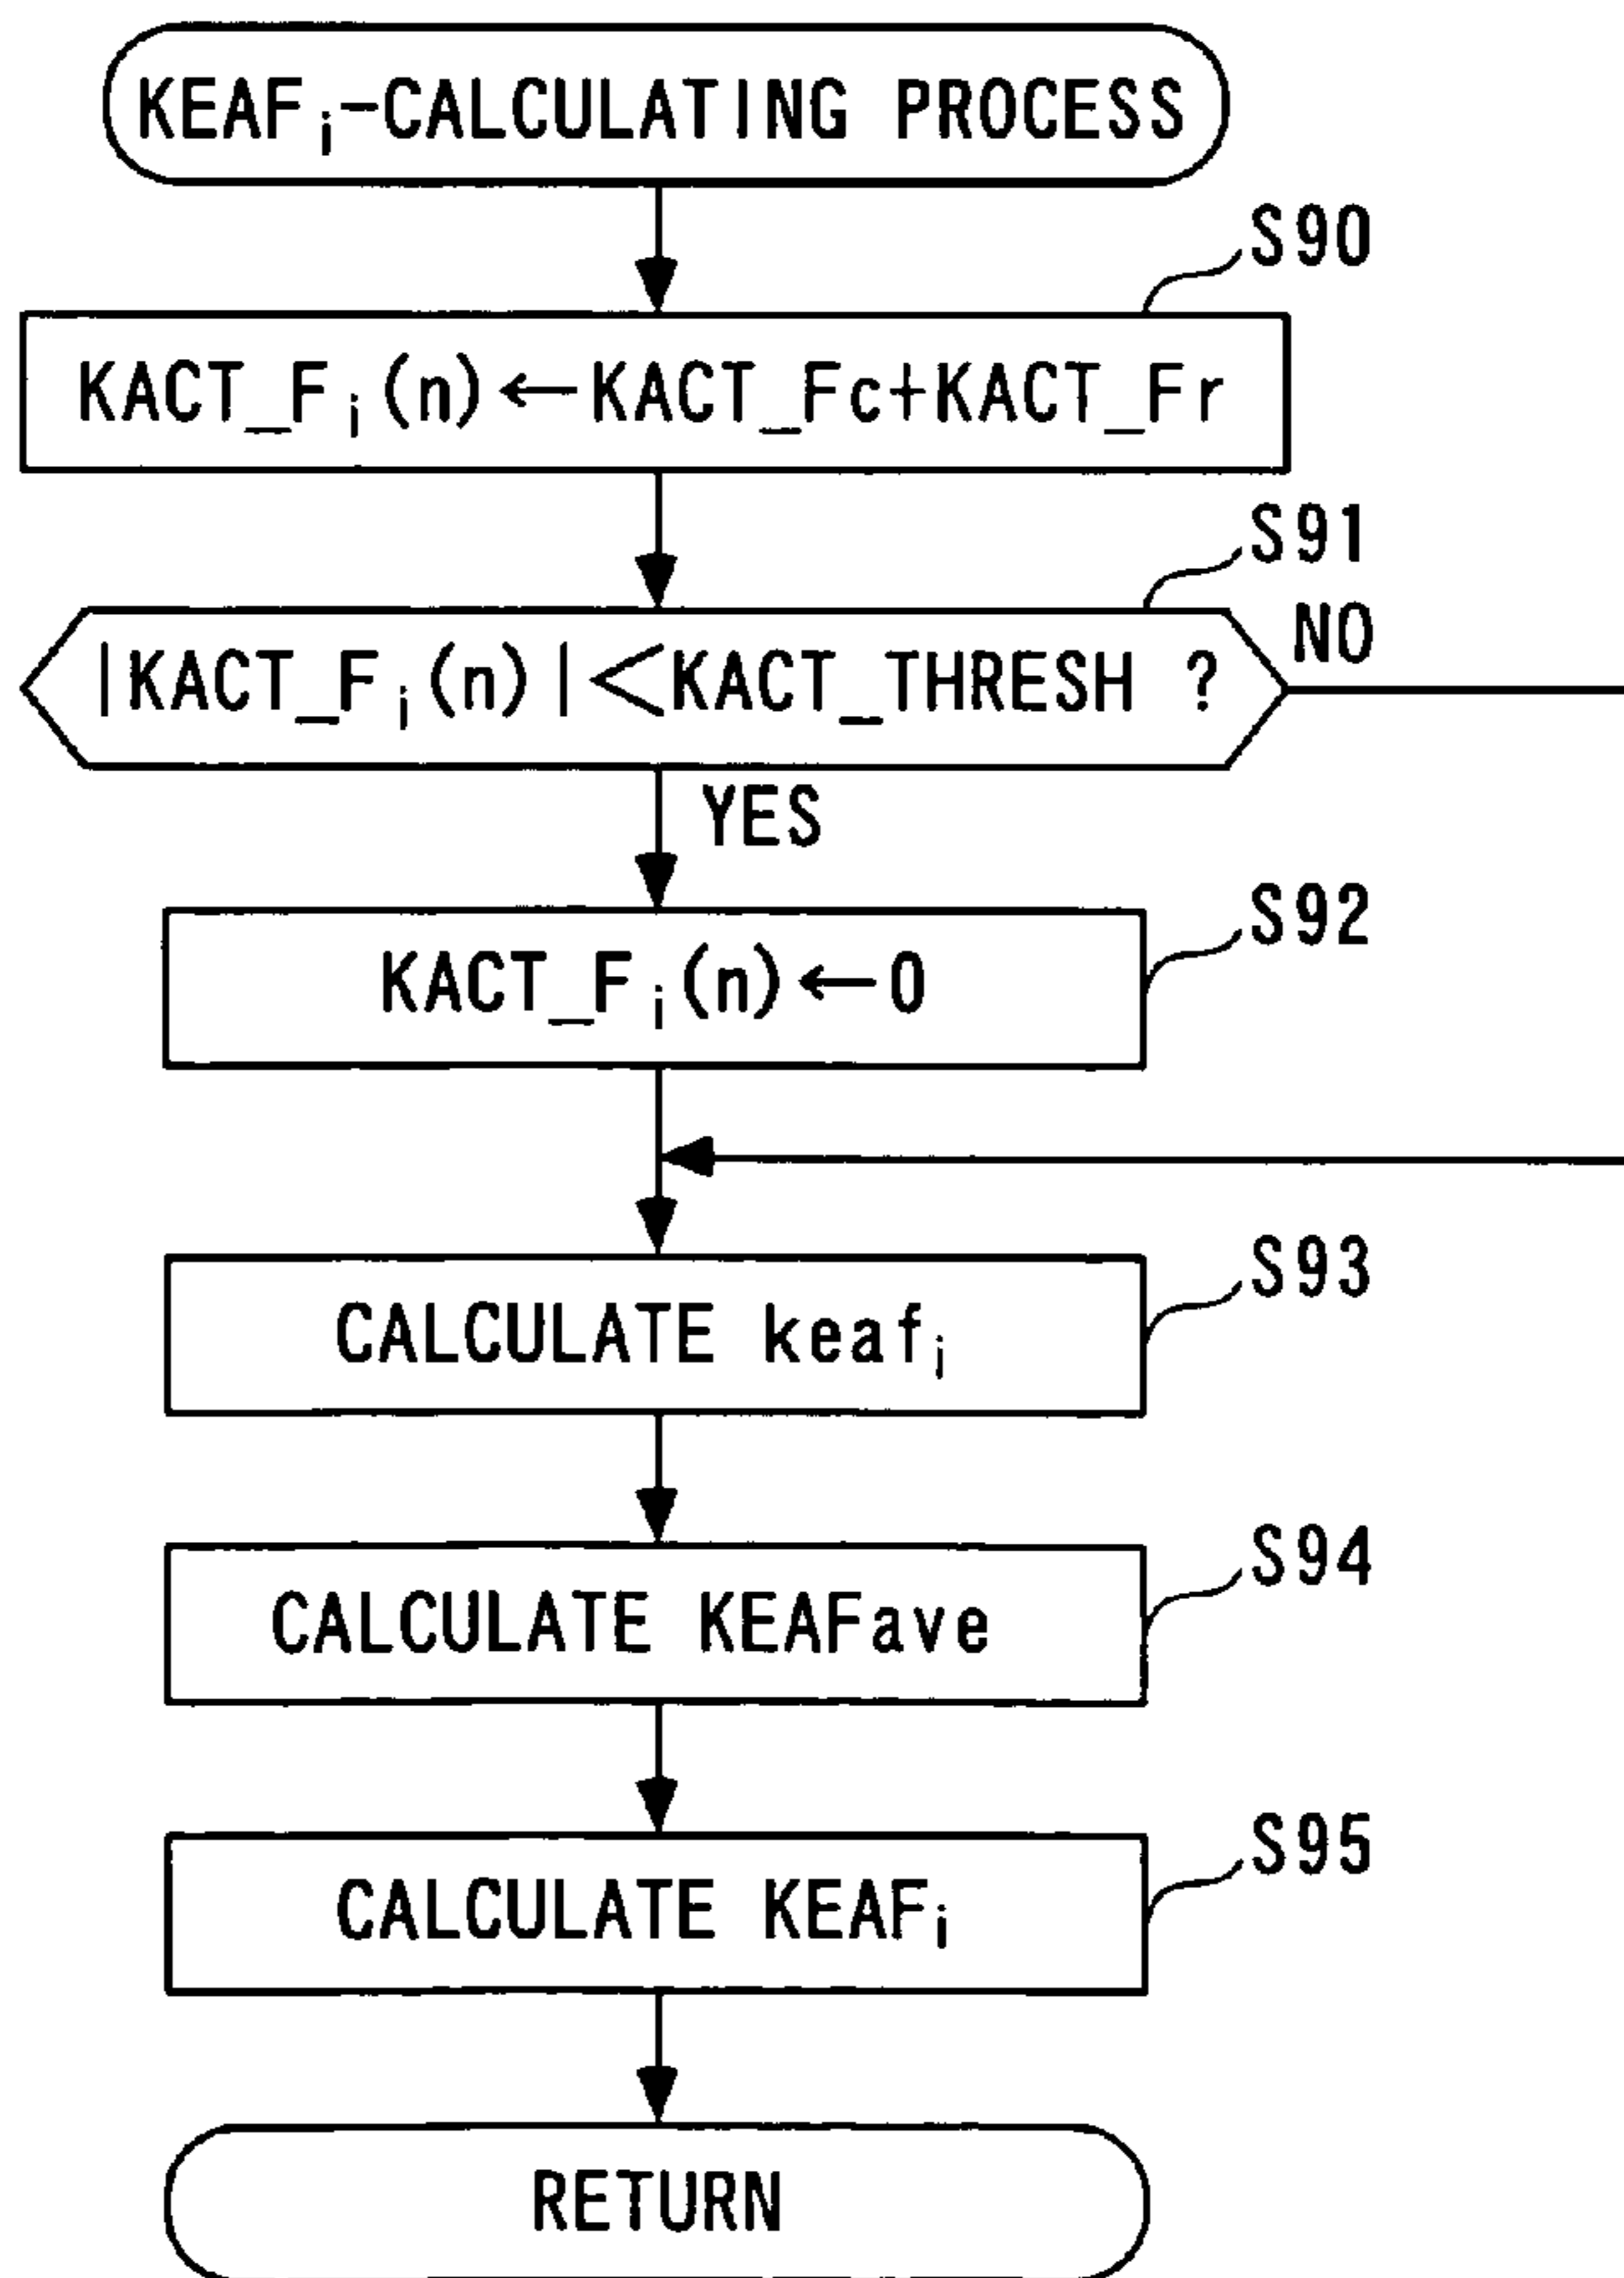 KEAFi-CALCULATING PROCESS
S90
KACT_Fi(n)←KACT_Fc+KACT_Fr
S91
|KACT_Fi(n)|<KACT_THRESH ?
NO
YES
S92
KACT_Fi(n)←0
S93
CALCULATE keafi
S94
CALCULATE KEAFave
S95
CALCULATE KEAFi
RETURN